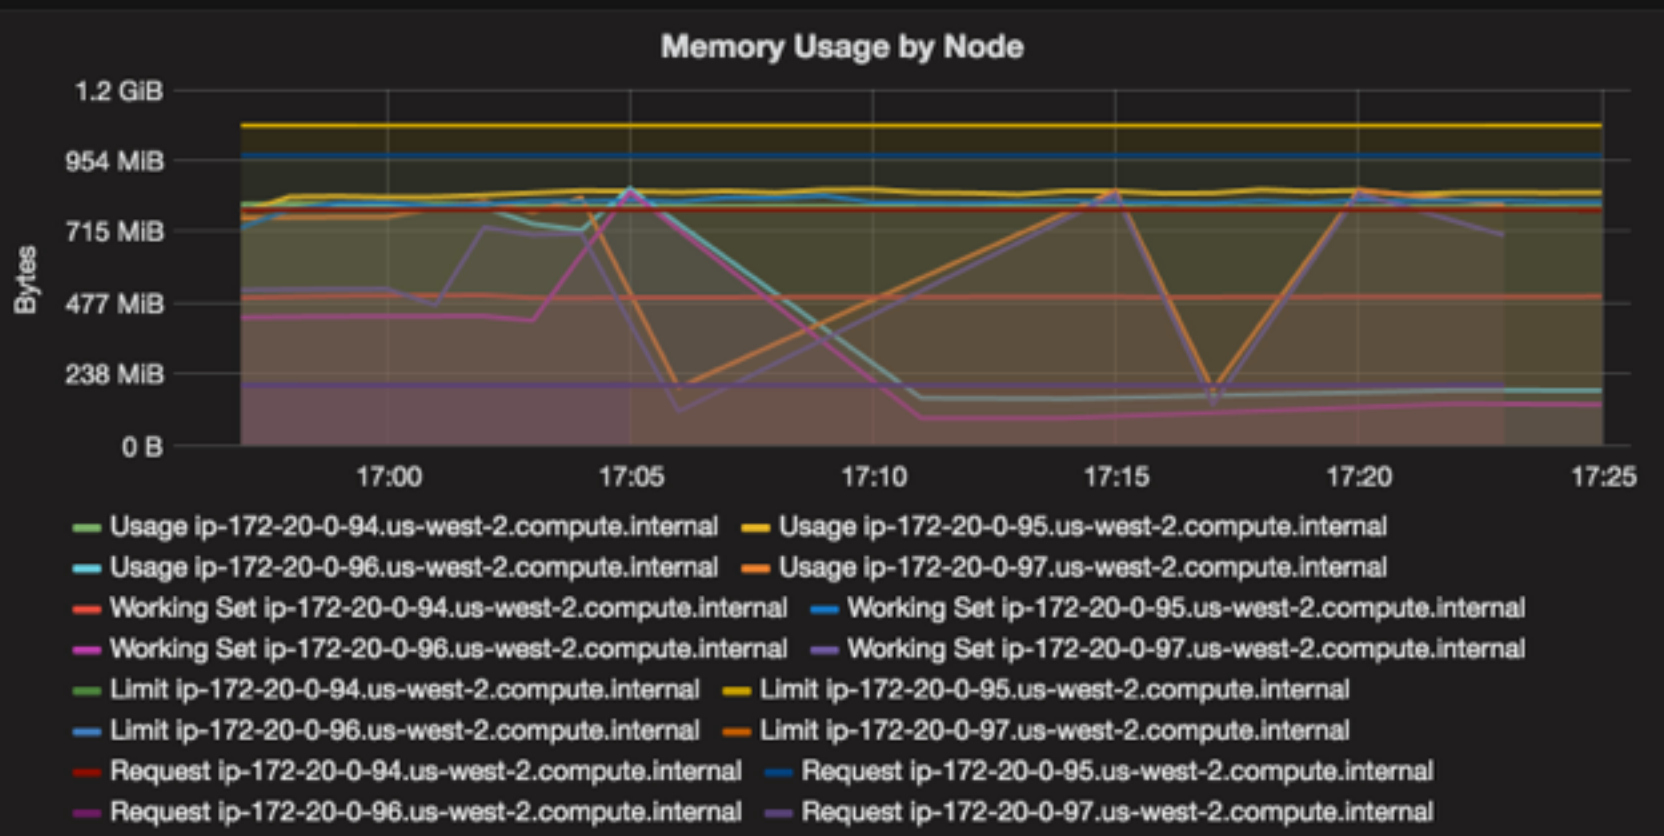 Memory Usage by Node
1.2 GiB
954 MiB
715 MiB
477 MiB
238 MiB
0 B
Bytes
17:00 17:05 17:10 17:15 17:20 17:25
Usage ip-172-20-0-94.us-west-2.compute.internal Usage ip-172-20-0-95.us-west-2.compute.internal
Usage ip-172-20-0-96.us-west-2.compute.internal Usage ip-172-20-0-97.us-west-2.compute.internal
Working Set ip-172-20-0-94.us-west-2.compute.internal Working Set ip-172-20-0-95.us-west-2.compute.internal
Working Set ip-172-20-0-96.us-west-2.compute.internal Working Set ip-172-20-0-97.us-west-2.compute.internal
Limit ip-172-20-0-94.us-west-2.compute.internal Limit ip-172-20-0-95.us-west-2.compute.internal
Limit ip-172-20-0-96.us-west-2.compute.internal Limit ip-172-20-0-97.us-west-2.compute.internal
Request ip-172-20-0-94.us-west-2.compute.internal Request ip-172-20-0-95.us-west-2.compute.internal
Request ip-172-20-0-96.us-west-2.compute.internal Request ip-172-20-0-97.us-west-2.compute.internal